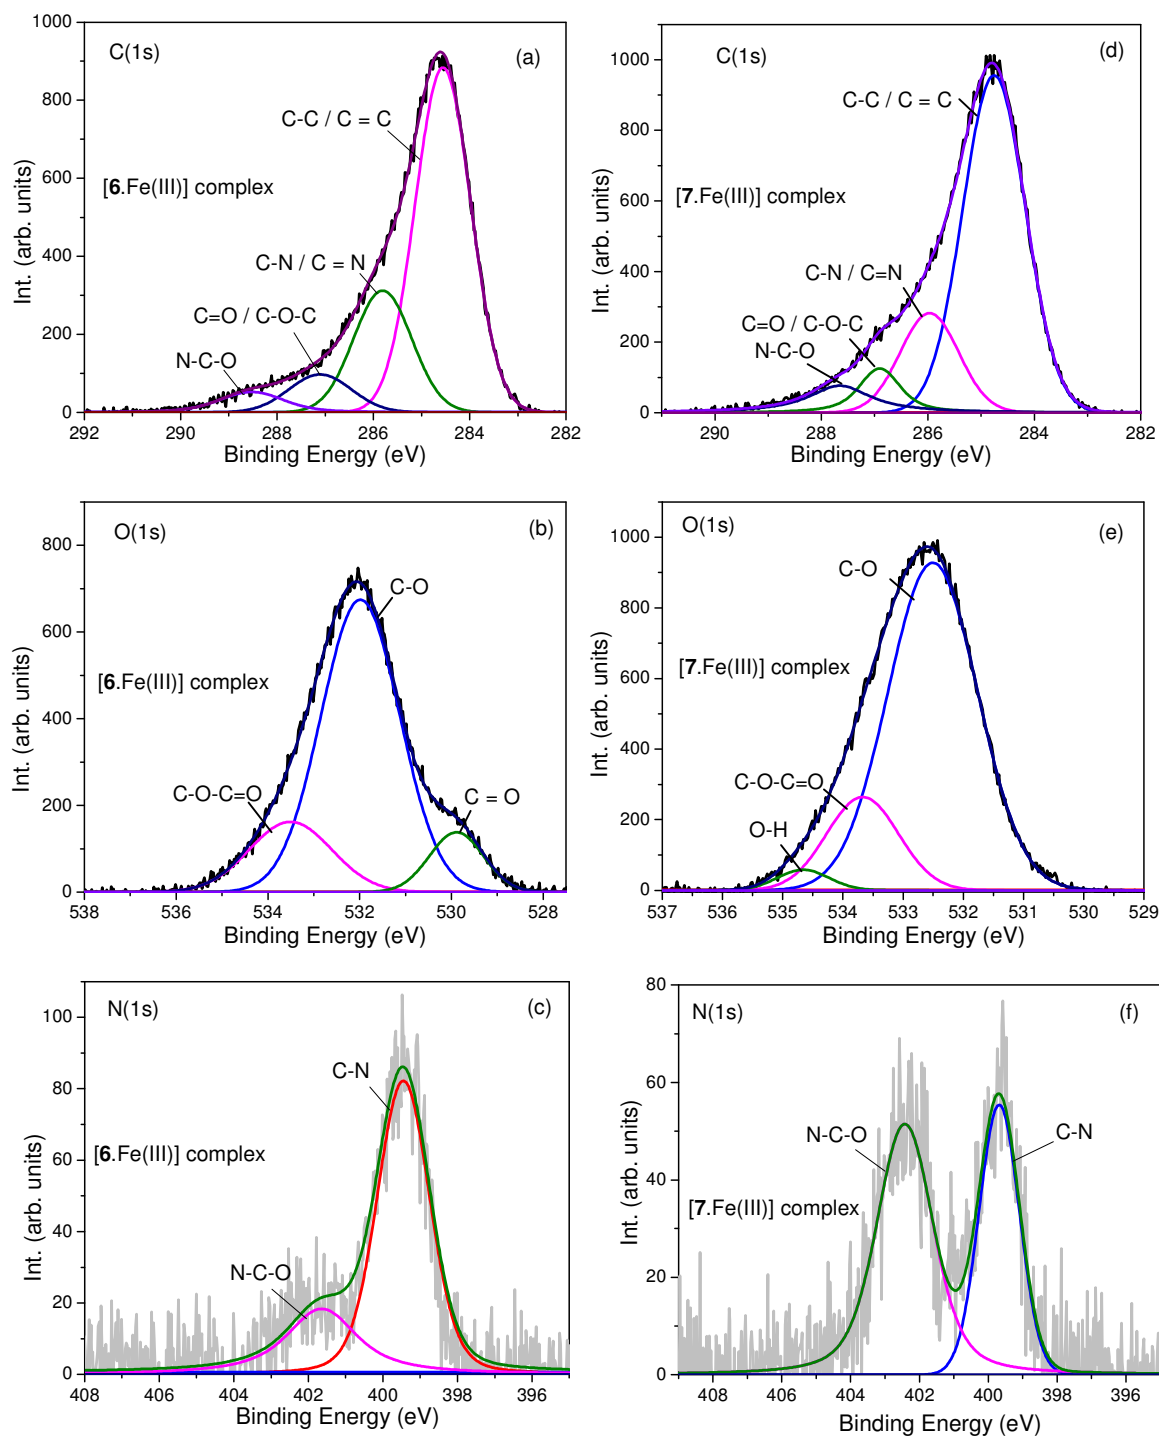 C(1s)
(a)
C-C / C = C
[6.Fe(III)] complex
C-N / C = N
C=O / C-O-C
N-C-O
Int. (arb. units)
1000
800
600
400
200
0
292 290 288 286 284 282
Binding Energy (eV)
C(1s)
(d)
C-C / C = C
[7.Fe(III)] complex
C-N / C=N
C=O / C-O-C
N-C-O
Int. (arb. units)
1000
800
600
400
200
0
290 288 286 284 282
Binding Energy (eV)
O(1s)
(b)
C-O
[6.Fe(III)] complex
C-O-C=O
C = O
Int. (arb. units)
800
600
400
200
0
538 536 534 532 530 528
Binding Energy (eV)
O(1s)
(e)
C-O
[7.Fe(III)] complex
C-O-C=O
O-H
Int. (arb. units)
1000
800
600
400
200
0
537 536 535 534 533 532 531 530 529
Binding Energy (eV)
N(1s)
(c)
C-N
[6.Fe(III)] complex
N-C-O
Int. (arb. units)
100
80
60
40
20
0
408 406 404 402 400 398 396
Binding Energy (eV)
N(1s)
(f)
N-C-O
C-N
[7.Fe(III)] complex
Int. (arb. units)
80
60
40
20
0
408 406 404 402 400 398 396
Binding Energy (eV)